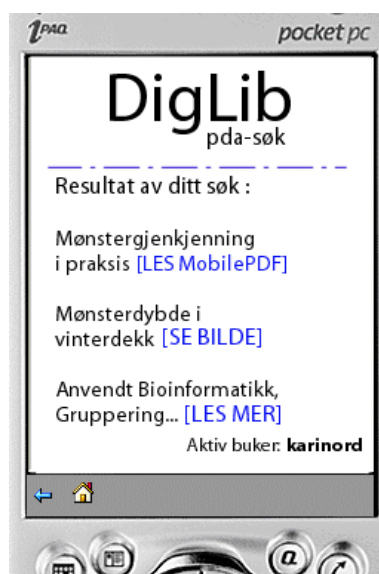 iPAQ pocket pc
DigLib
pda-søk
Resultat av ditt søk :
Mønstergjenkjenning
i praksis [LES MobilePDF]
Mønsterdybde i
vinterdekk [SE BILDE]
Anvendt Bioinformatikk,
Gruppering... [LES MER]
Aktiv buker: karinord
a